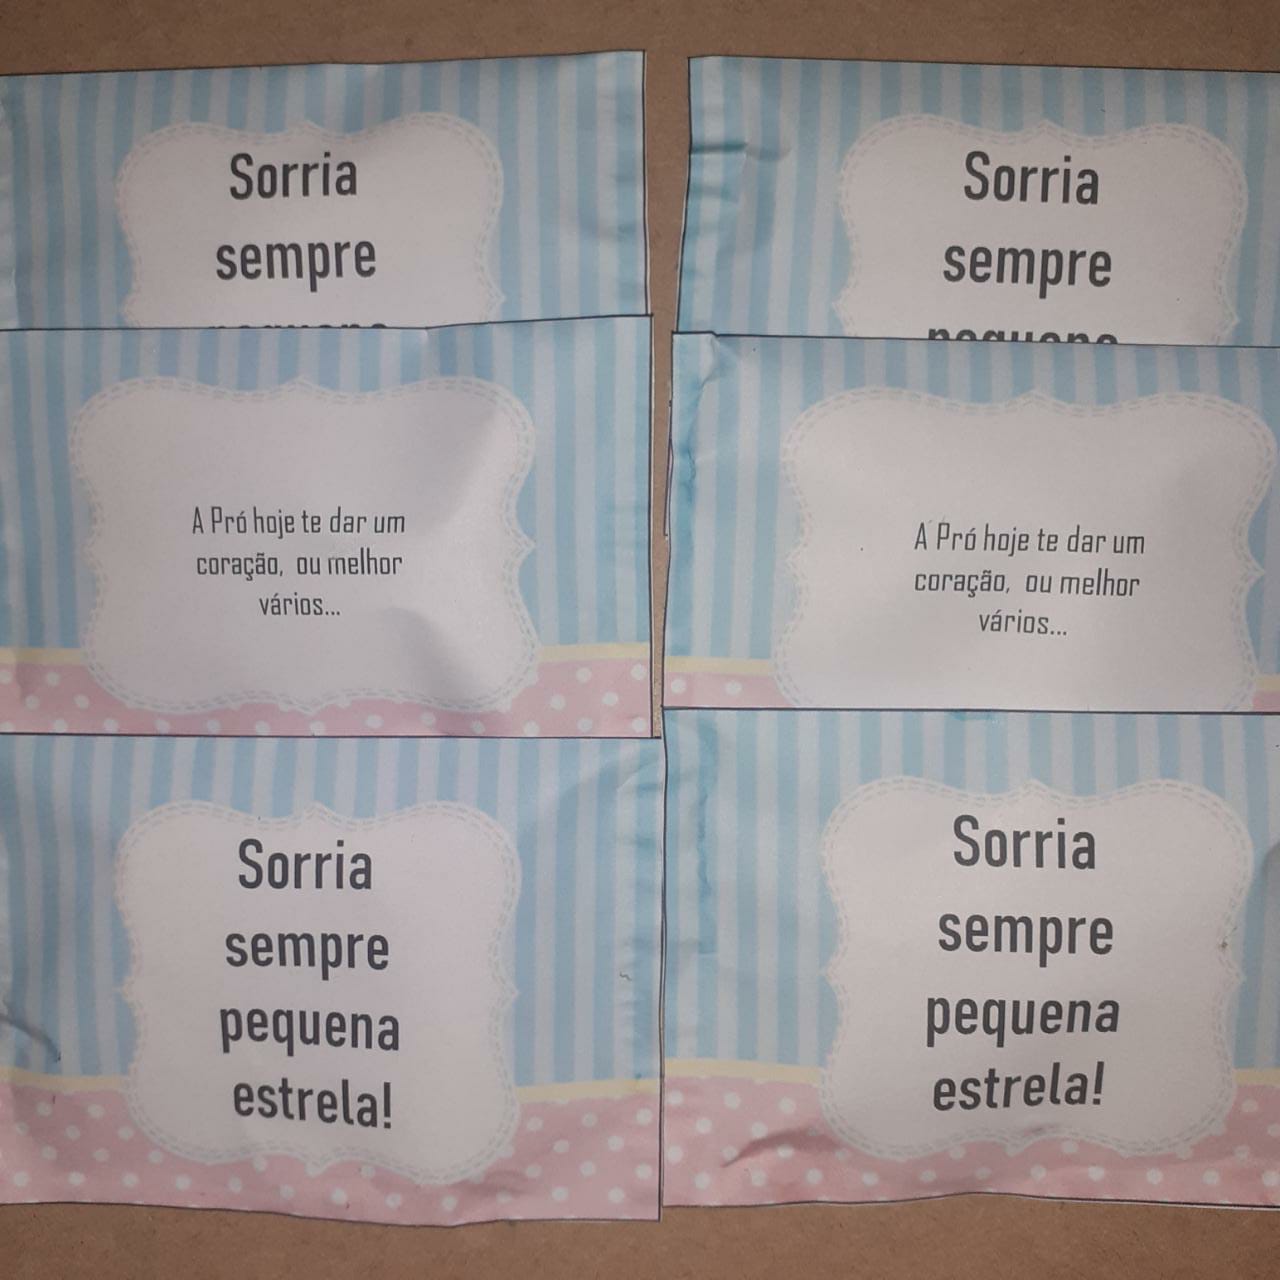 Sorria
sempre
Sorria
sempre
A Pró hoje te dar um
coração, ou melhor
vários...
A Pró hoje te dar um
coração, ou melhor
vários...
Sorria
sempre
pequena
estrela!
Sorria
sempre
pequena
estrela!